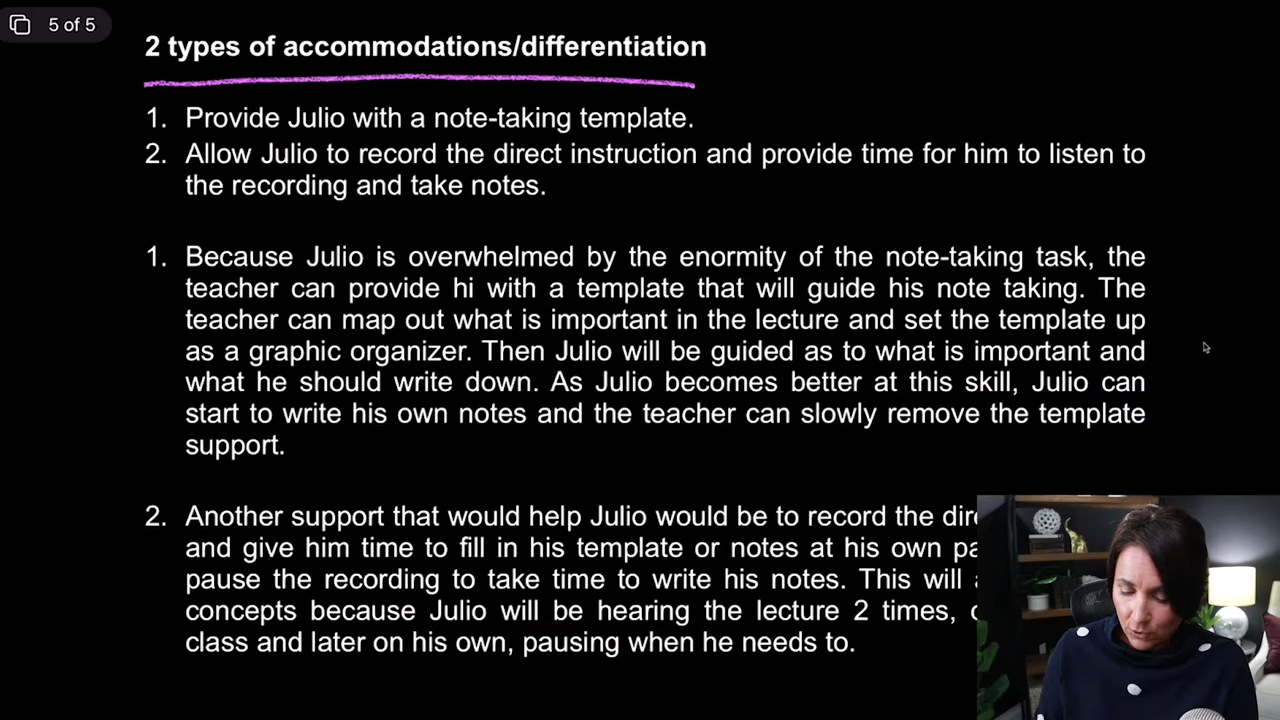 5 of 5
2 types of accommodations/differentiation
1. Provide Julio with a note-taking template.
2. Allow Julio to record the direct instruction and provide time for him to listen to
the recording and take notes.
1. Because Julio is overwhelmed by the enormity of the note-taking task, the
teacher can provide hi with a template that will guide his note taking. The
teacher can map out what is important in the lecture and set the template up
as a graphic organizer. Then Julio will be guided as to what is important and
what he should write down. As Julio becomes better at this skill, Julio can
start to write his own notes and the teacher can slowly remove the template
support.
2. Another support that would help Julio would be to record the
and give him time to fill in his template or notes at his own
pause the recording to take time to write his notes. This will
concepts because Julio will be hearing the lecture 2 times,
class and later on his own, pausing when he needs to.